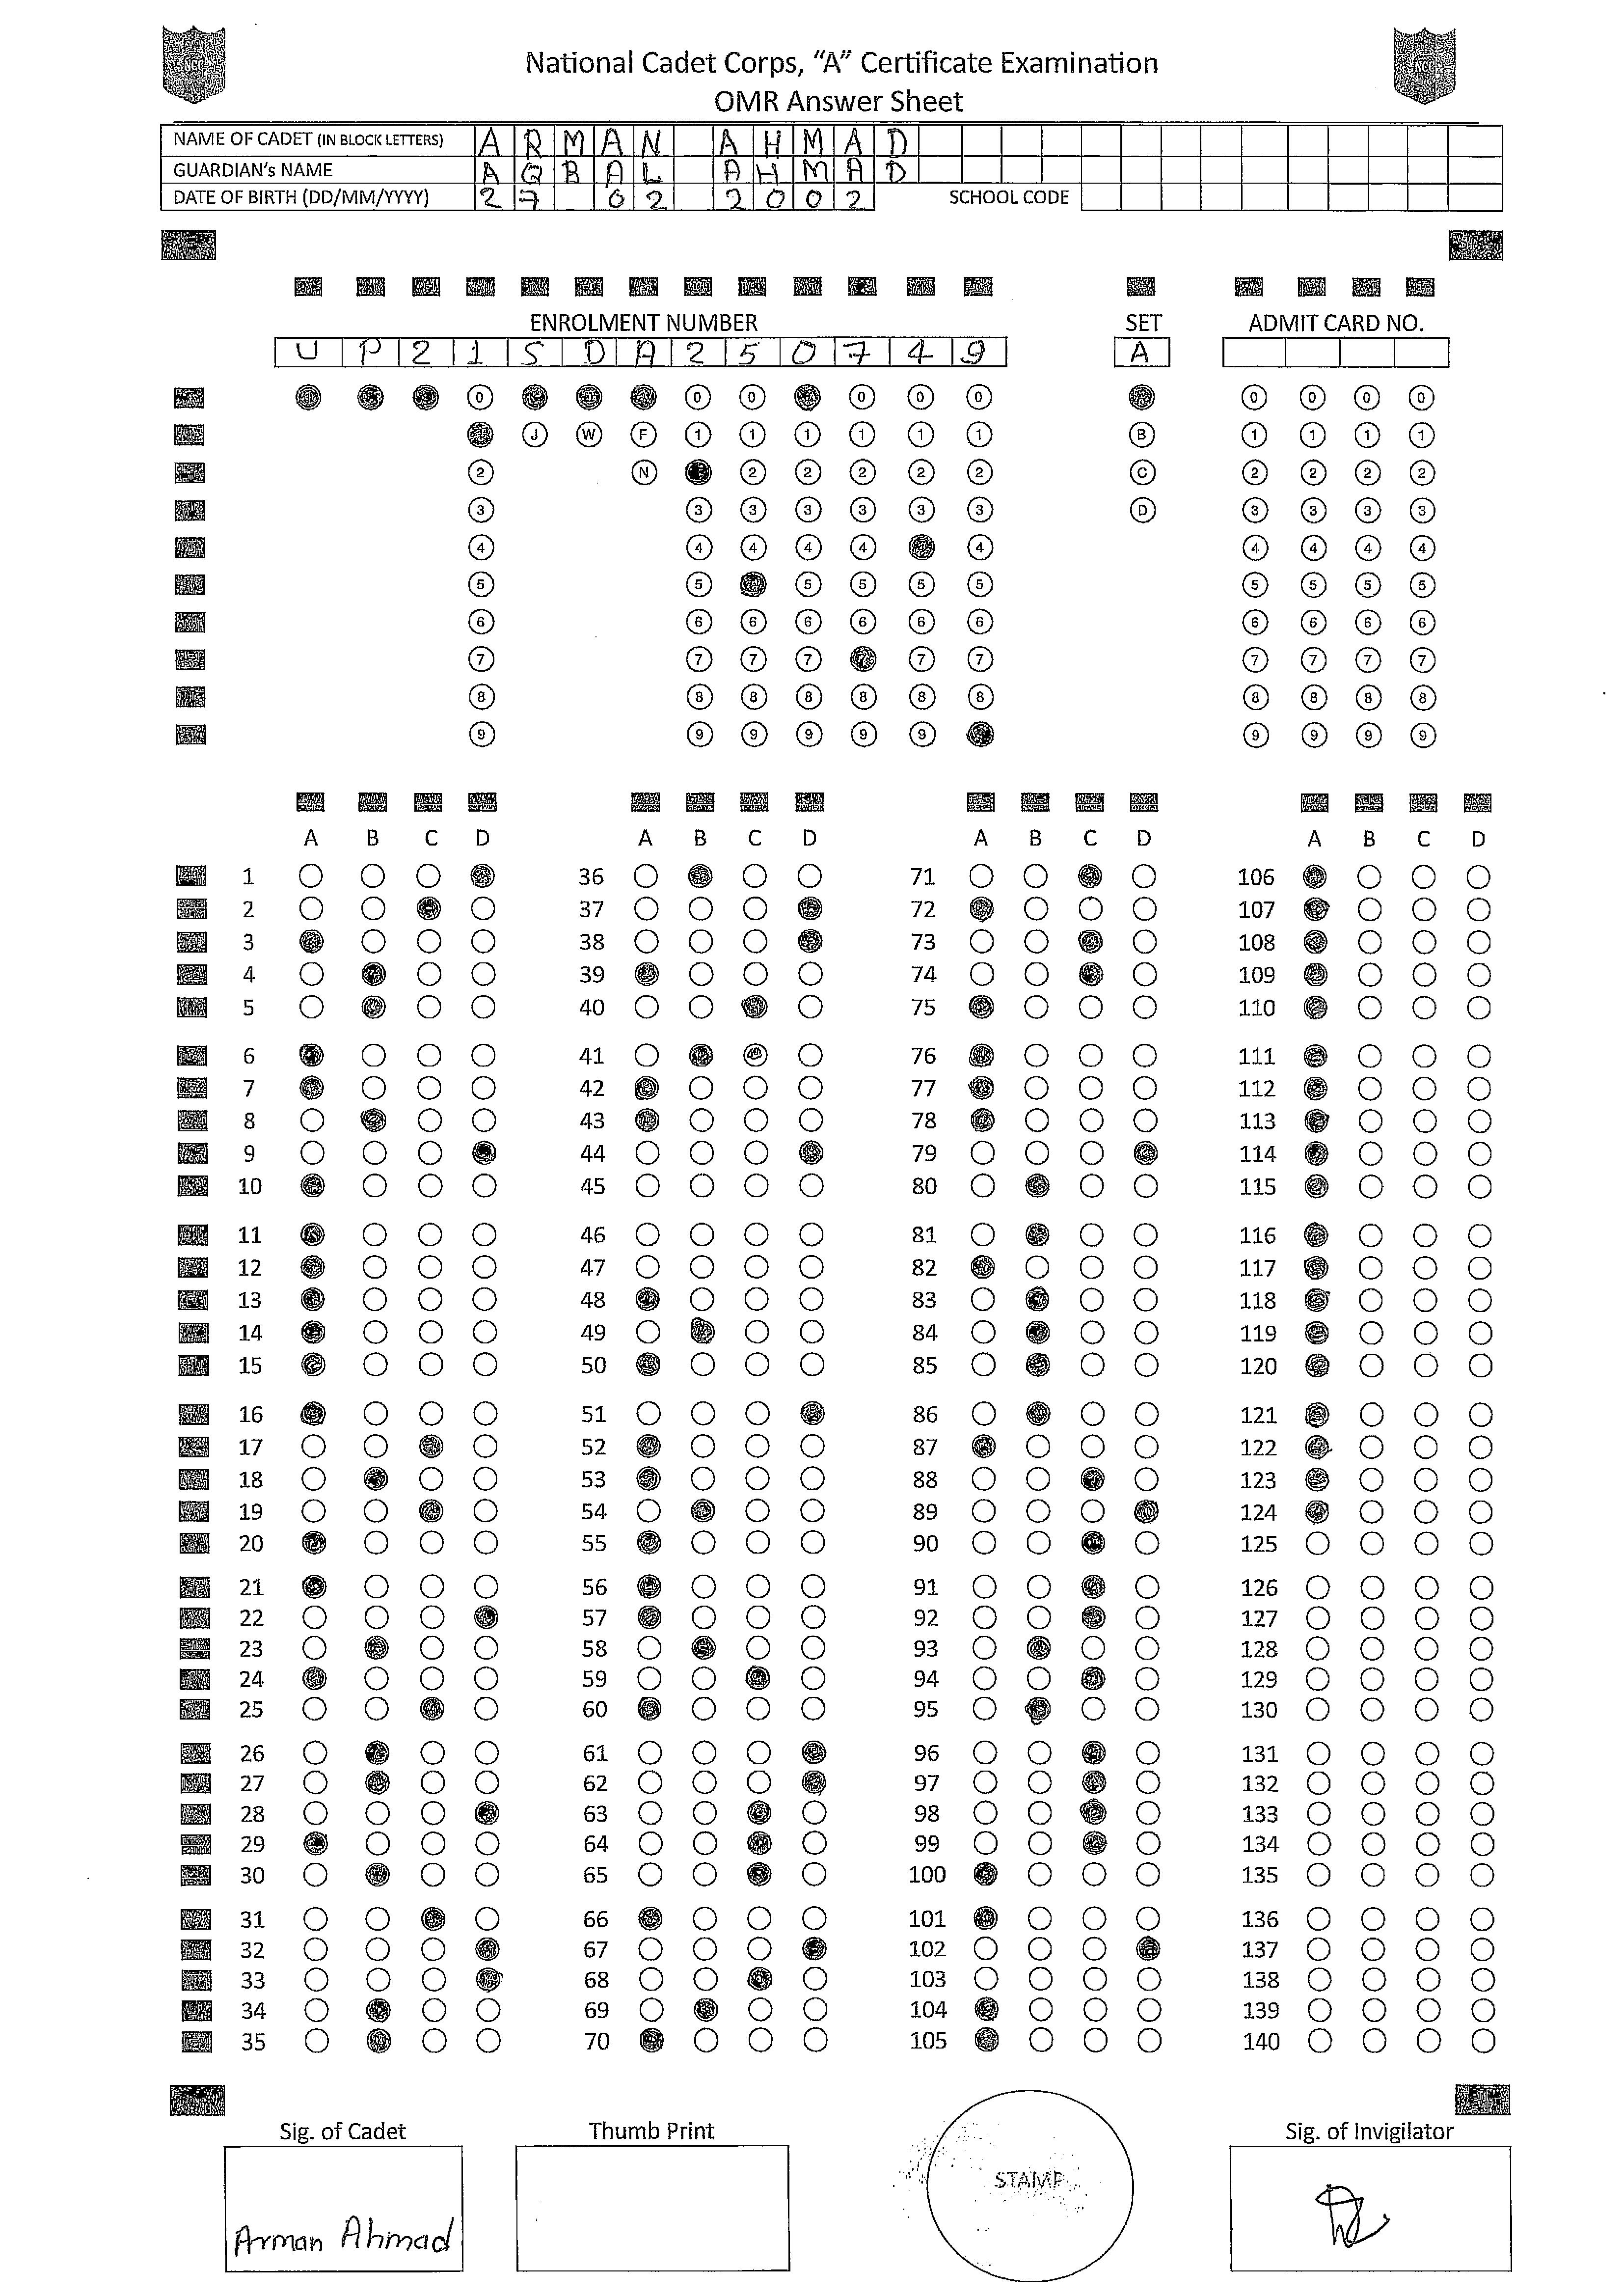 NCC
NCC
National Cadet Corps, “A” Certificate Examination
OMR Answer Sheet
NAME OF CADET (IN BLOCK LETTERS) ARMAN AHMAD
GUARDIAN's NAME AQBAL AHMAD
DATE OF BIRTH (DD/MM/YYYY) 27 02 2002 SCHOOL CODE
ENROLMENT NUMBER SET ADMIT CARD NO.
U P 2 1 S D A 2 5 0 7 4 9 A
0 0 0 0 0 0 0 0 0 0
J W F 1 1 1 1 1 1 B 1 1 1 1
2 N 2 2 2 2 2 C 2 2 2 2
3 3 3 3 3 3 3 D 3 3 3 3
4 4 4 4 4 4 4 4 4 4
5 5 5 5 5 5 5 5 5 5
6 6 6 6 6 6 6 6 6 6 6
7 7 7 7 7 7 7 7 7 7 7
8 8 8 8 8 8 8 8 8 8 8
9 9 9 9 9 9 9 9 9 9
A B C D A B C D A B C D A B C D
1 36 71 106
2 37 72 107
3 38 73 108
4 39 74 109
5 40 75 110
6 41 76 111
7 42 77 112
8 43 78 113
9 44 79 114
10 45 80 115
11 46 81 116
12 47 82 117
13 48 83 118
14 49 84 119
15 50 85 120
16 51 86 121
17 52 87 122
18 53 88 123
19 54 89 124
20 55 90 125
21 56 91 126
22 57 92 127
23 58 93 128
24 59 94 129
25 60 95 130
26 61 96 131
27 62 97 132
28 63 98 133
29 64 99 134
30 65 100 135
31 66 101 136
32 67 102 137
33 68 103 138
34 69 104 139
35 70 105 140
Sig. of Cadet Thumb Print STAMP Sig. of Invigilator
Arman Ahmad